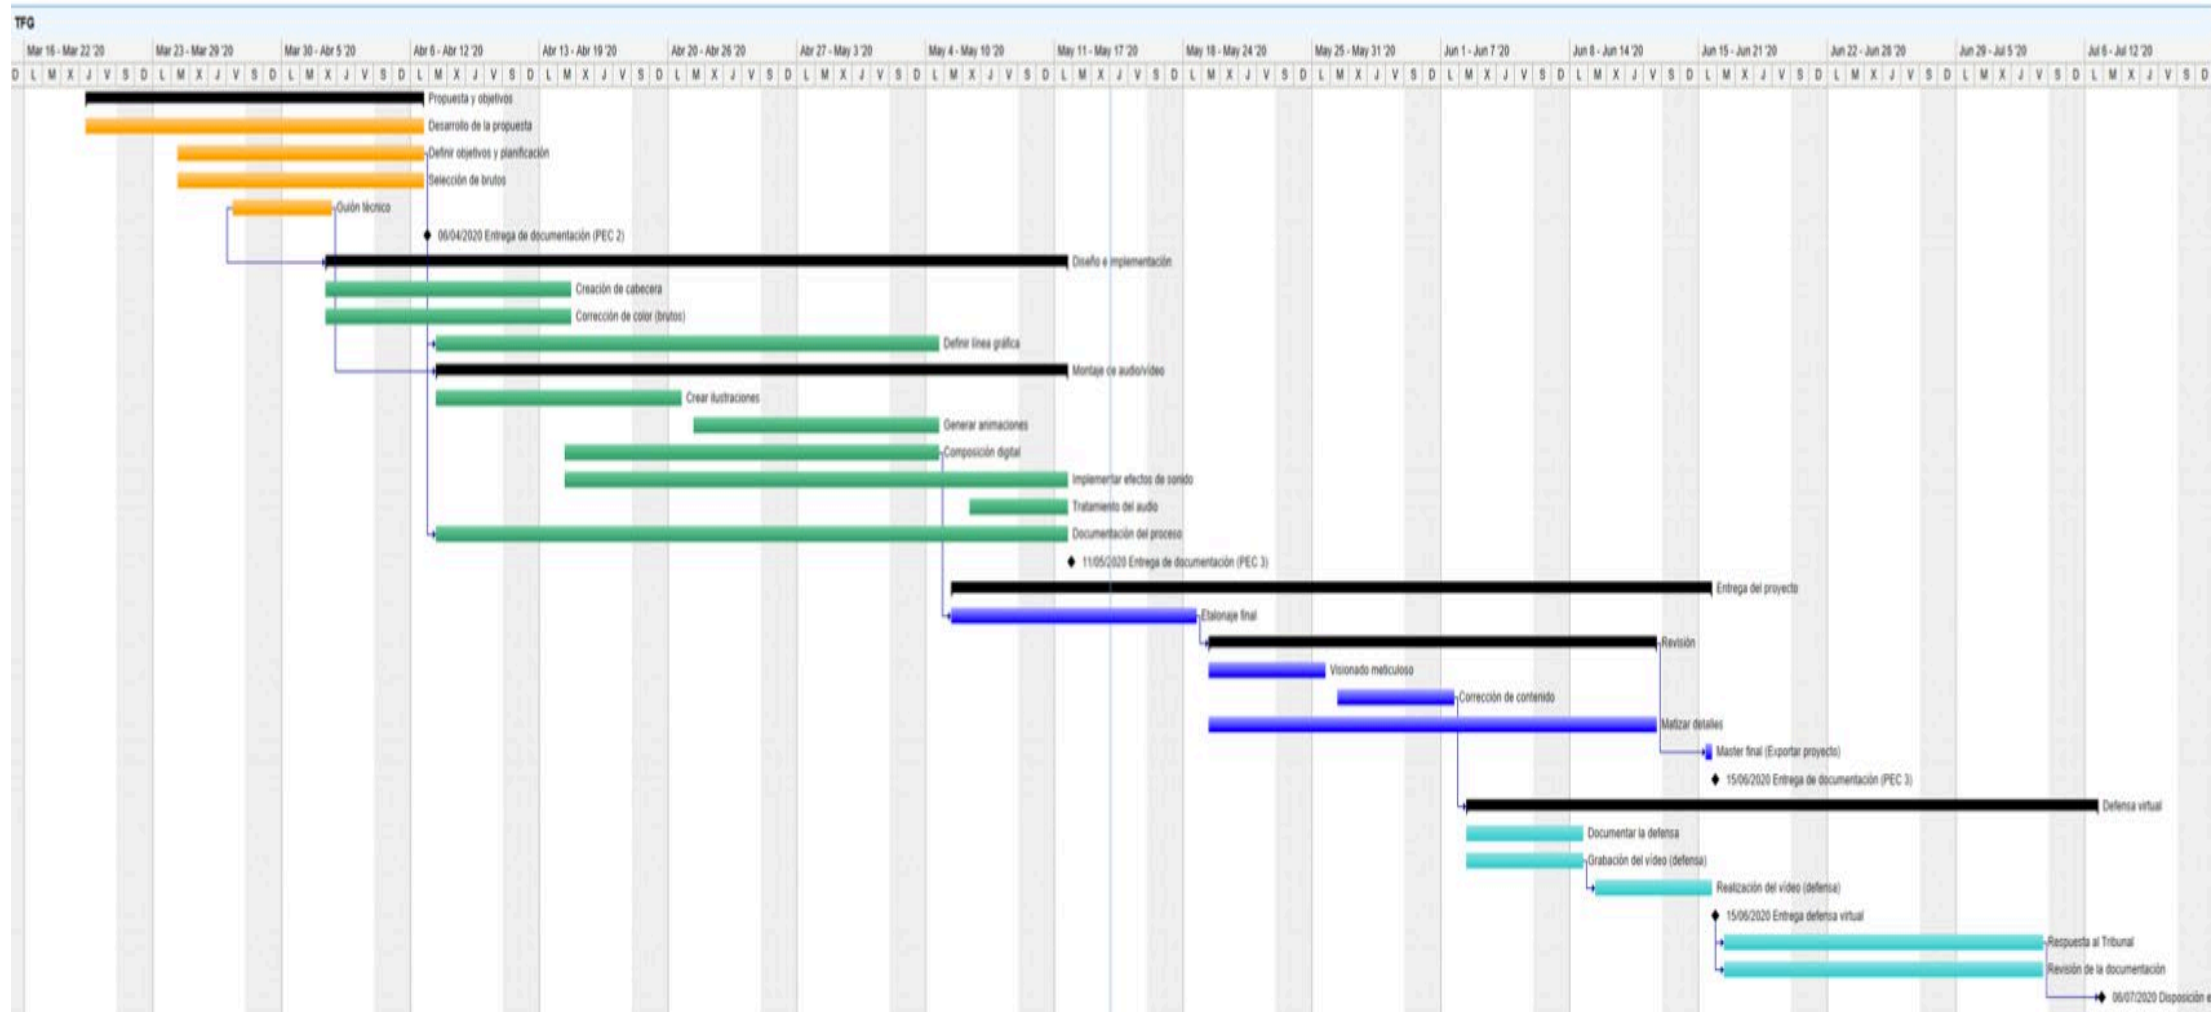 TFG
Mar 16 - Mar 22 '20 Mar 23 - Mar 29 '20 Mar 30 - Abr 5 '20 Abr 6 - Abr 12 '20 Abr 13 - Abr 19 '20 Abr 20 - Abr 26 '20 Abr 27 - May 3 '20 May 4 - May 10 '20 May 11 - May 17 '20 May 18 - May 24 '20 May 25 - May 31 '20 Jun 1 - Jun 7 '20 Jun 8 - Jun 14 '20 Jun 15 - Jun 21 '20 Jun 22 - Jun 28 '20 Jun 29 - Jul 5 '20 Jul 6 - Jul 12 '20
D L M X J V S D L M X J V S D L M X J V S D L M X J V S D L M X J V S D L M X J V S D L M X J V S D L M X J V S D L M X J V S D L M X J V S D L M X J V S D L M X J V S D L M X J V S D L M X J V S D L M X J V S D L M X J V S D L M X J V S D
Propuesta y objetivos
Desarrollo de la propuesta
Definir objetivos y planificación
Selección de brutos
Guión técnico
06/04/2020 Entrega de documentación (PEC 2)
Diseño e implementación
Creación de cabecera
Corrección de color (brutos)
Definir línea gráfica
Montaje de audio/vídeo
Crear ilustraciones
Generar animaciones
Composición digital
Implementar efectos de sonido
Tratamiento del audio
Documentación del proceso
11/05/2020 Entrega de documentación (PEC 3)
Entrega del proyecto
Etalonaje final
Revisión
Visionado meticuloso
Corrección de contenido
Matizar detalles
Master final (Exportar proyecto)
15/06/2020 Entrega de documentación (PEC 3)
Defensa virtual
Documentar la defensa
Grabación del vídeo (defensa)
Realización del vídeo (defensa)
15/06/2020 Entrega defensa virtual
Respuesta al Tribunal
Revisión de la documentación
06/07/2020 Disposición e